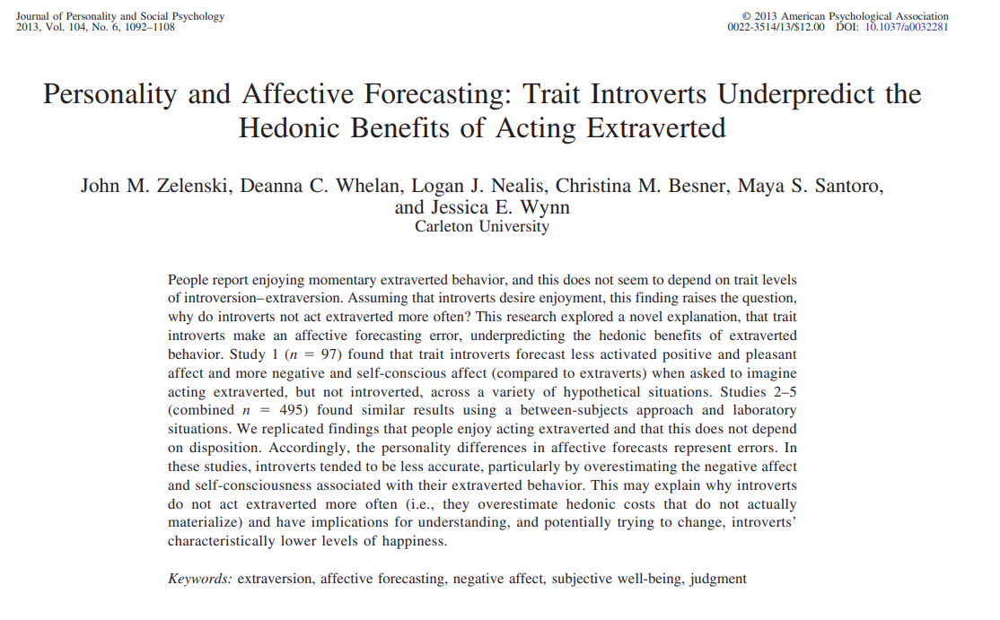 Journal of Personality and Social Psychology
2013, Vol. 104, No. 6, 1092–1108
© 2013 American Psychological Association
0022-3514/13/$12.00 DOI: 10.1037/a0032281
Personality and Affective Forecasting: Trait Introverts Underpredict the
Hedonic Benefits of Acting Extraverted
John M. Zelenski, Deanna C. Whelan, Logan J. Nealis, Christina M. Besner, Maya S. Santoro,
and Jessica E. Wynn
Carleton University
People report enjoying momentary extraverted behavior, and this does not seem to depend on trait levels
of introversion–extraversion. Assuming that introverts desire enjoyment, this finding raises the question,
why do introverts not act extraverted more often? This research explored a novel explanation, that trait
introverts make an affective forecasting error, underpredicting the hedonic benefits of extraverted
behavior. Study 1 (n = 97) found that trait introverts forecast less activated positive and pleasant
affect and more negative and self-conscious affect (compared to extraverts) when asked to imagine
acting extraverted, but not introverted, across a variety of hypothetical situations. Studies 2–5
(combined n = 495) found similar results using a between-subjects approach and laboratory
situations. We replicated findings that people enjoy acting extraverted and that this does not depend
on disposition. Accordingly, the personality differences in affective forecasts represent errors. In
these studies, introverts tended to be less accurate, particularly by overestimating the negative affect
and self-consciousness associated with their extraverted behavior. This may explain why introverts
do not act extraverted more often (i.e., they overestimate hedonic costs that do not actually
materialize) and have implications for understanding, and potentially trying to change, introverts’
characteristically lower levels of happiness.
Keywords: extraversion, affective forecasting, negative affect, subjective well-being, judgment